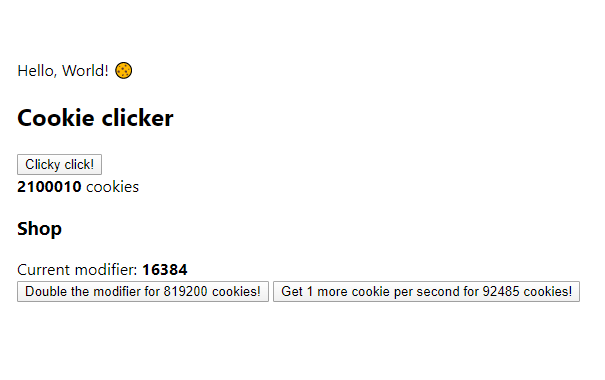 Hello, World! 🍪
Cookie clicker
Clicky click!
2100010 cookies
Shop
Current modifier: 16384
Double the modifier for 819200 cookies! Get 1 more cookie per second for 92485 cookies!